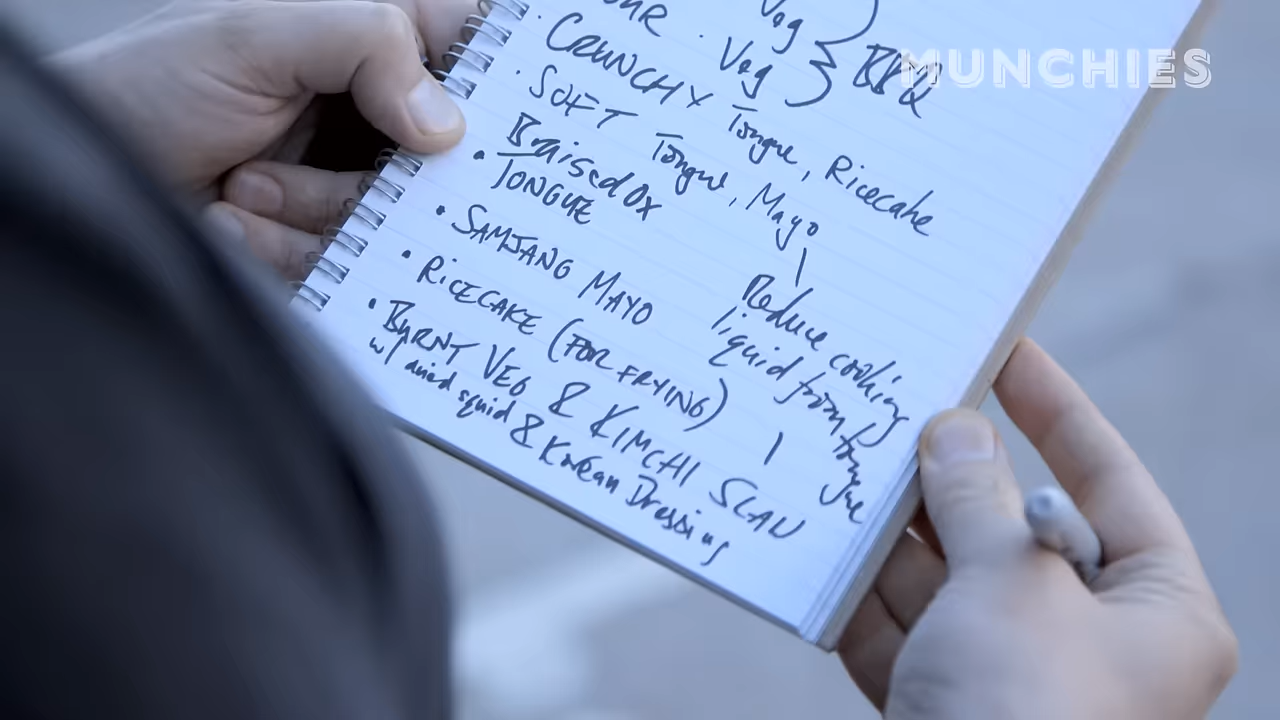 Veg
· Veg } BBQ
MUNCHIES
· CRUNCHY Tongue, Ricecake
· SOFT Tongue, Mayo
· Braised Ox
TONGUE
· SAMJANG MAYO
Reduce cooking
liquid from tongue
· RICECAKE (FOR FRYING)
· BURNT VEG & KIMCHI SLAW
w/ dried squid & Korean Dressing